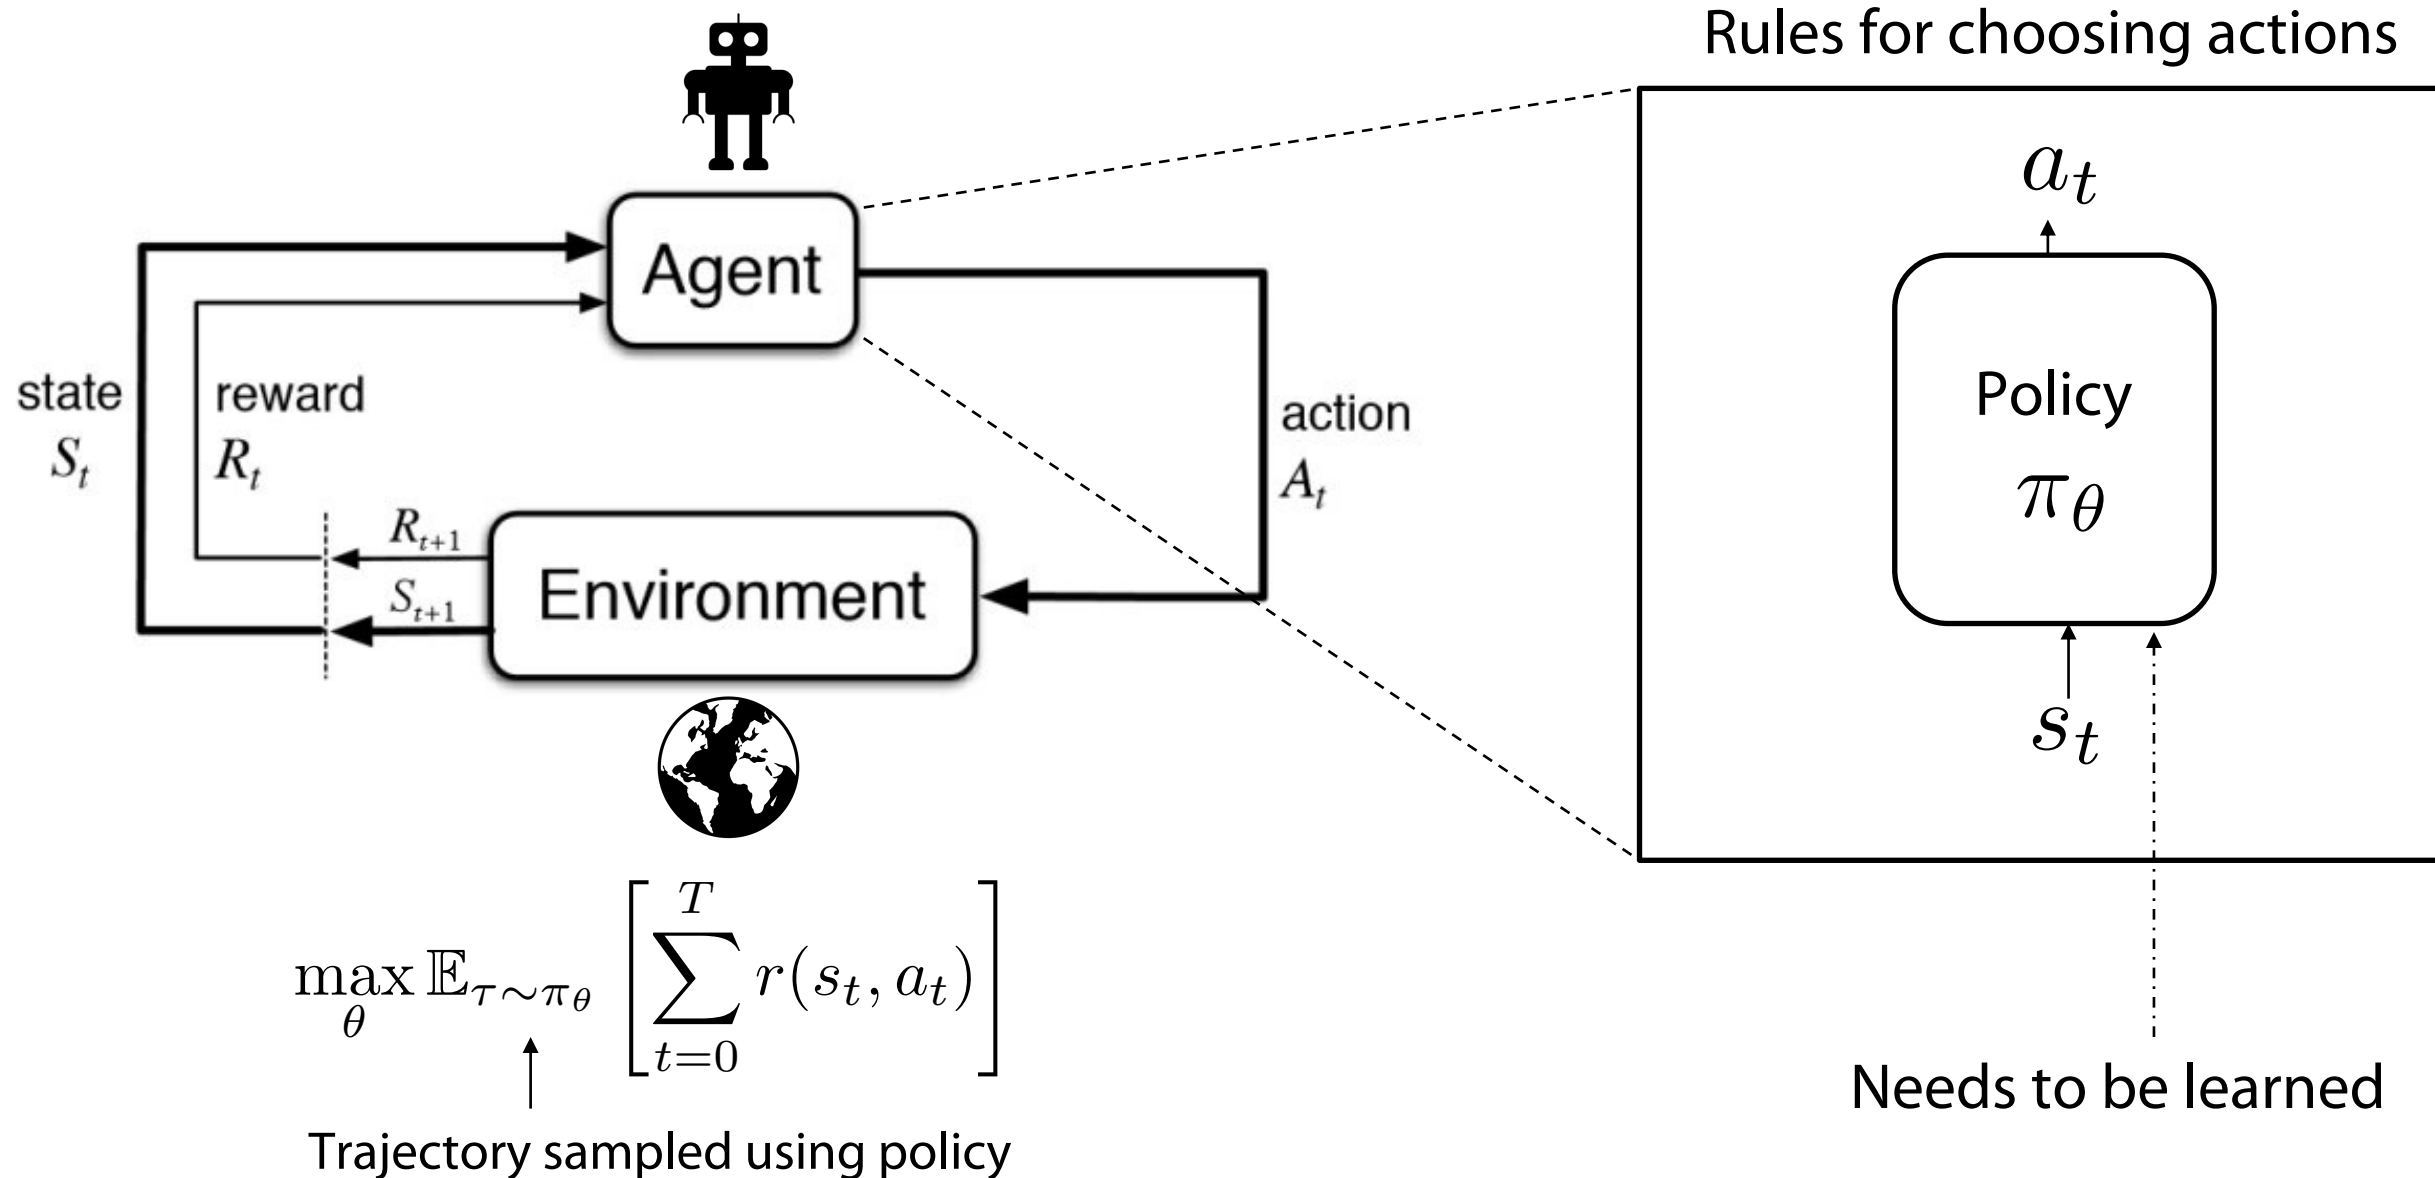 Rules for choosing actions
Agent
state
S_t
reward
R_t
action
A_t
R_{t+1}
S_{t+1}
Environment
a_t
Policy
π_θ
s_t
max_θ 𝔼_{τ∼π_θ} [∑_{t=0}^{T} r(s_t, a_t)]
Trajectory sampled using policy
Needs to be learned